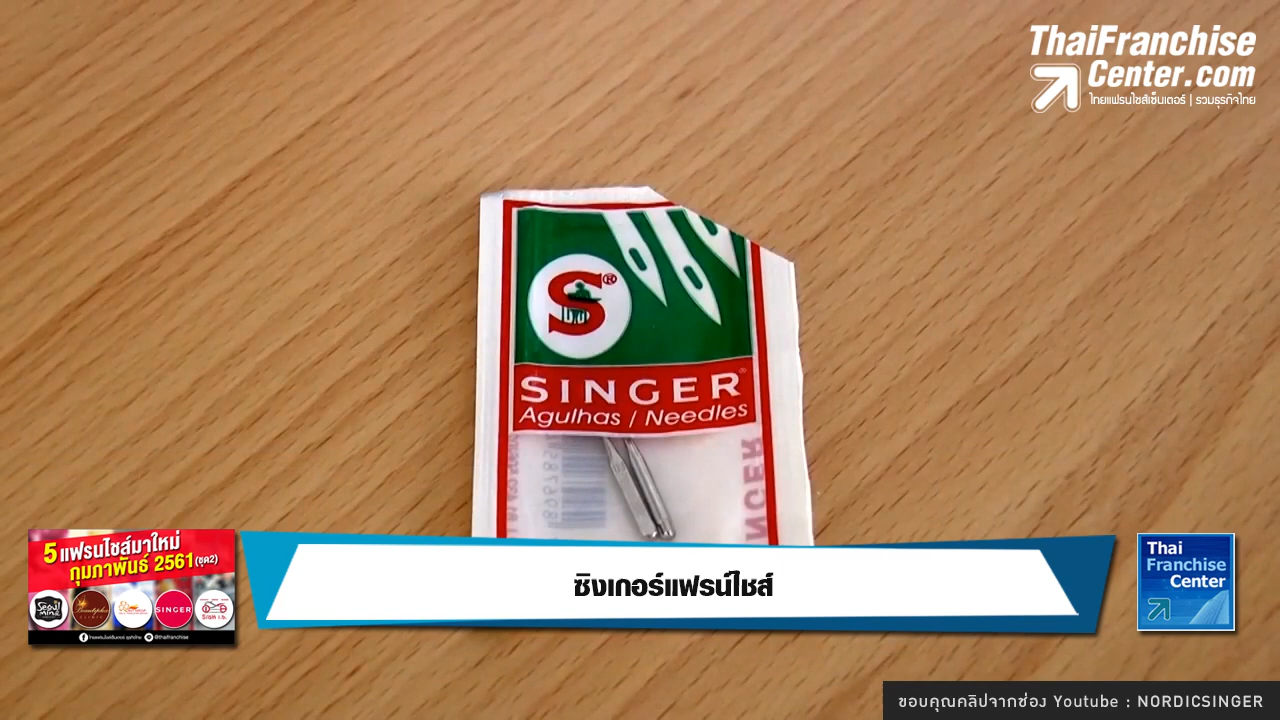 ThaiFranchise
Center.com
ไทยแฟรนไชส์เซ็นเตอร์ | รวมธุรกิจไทย
S®
SINGER®
Agulhas / Needles
5 แฟรนไชส์มาใหม่
กุมภาพันธ์ 2561 (ชุด2)
SINGER
ซิงเกอร์แฟรน์ไชส์
Thai
Franchise
Center
ขอบคุณคลิปจากช่อง Youtube : NORDICSINGER